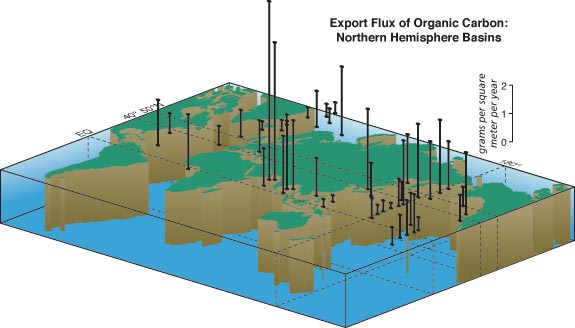 Export Flux of Organic Carbon:
Northern Hemisphere Basins
grams per square
meter per year
2
1
0
EQ
40°
50°N
180°